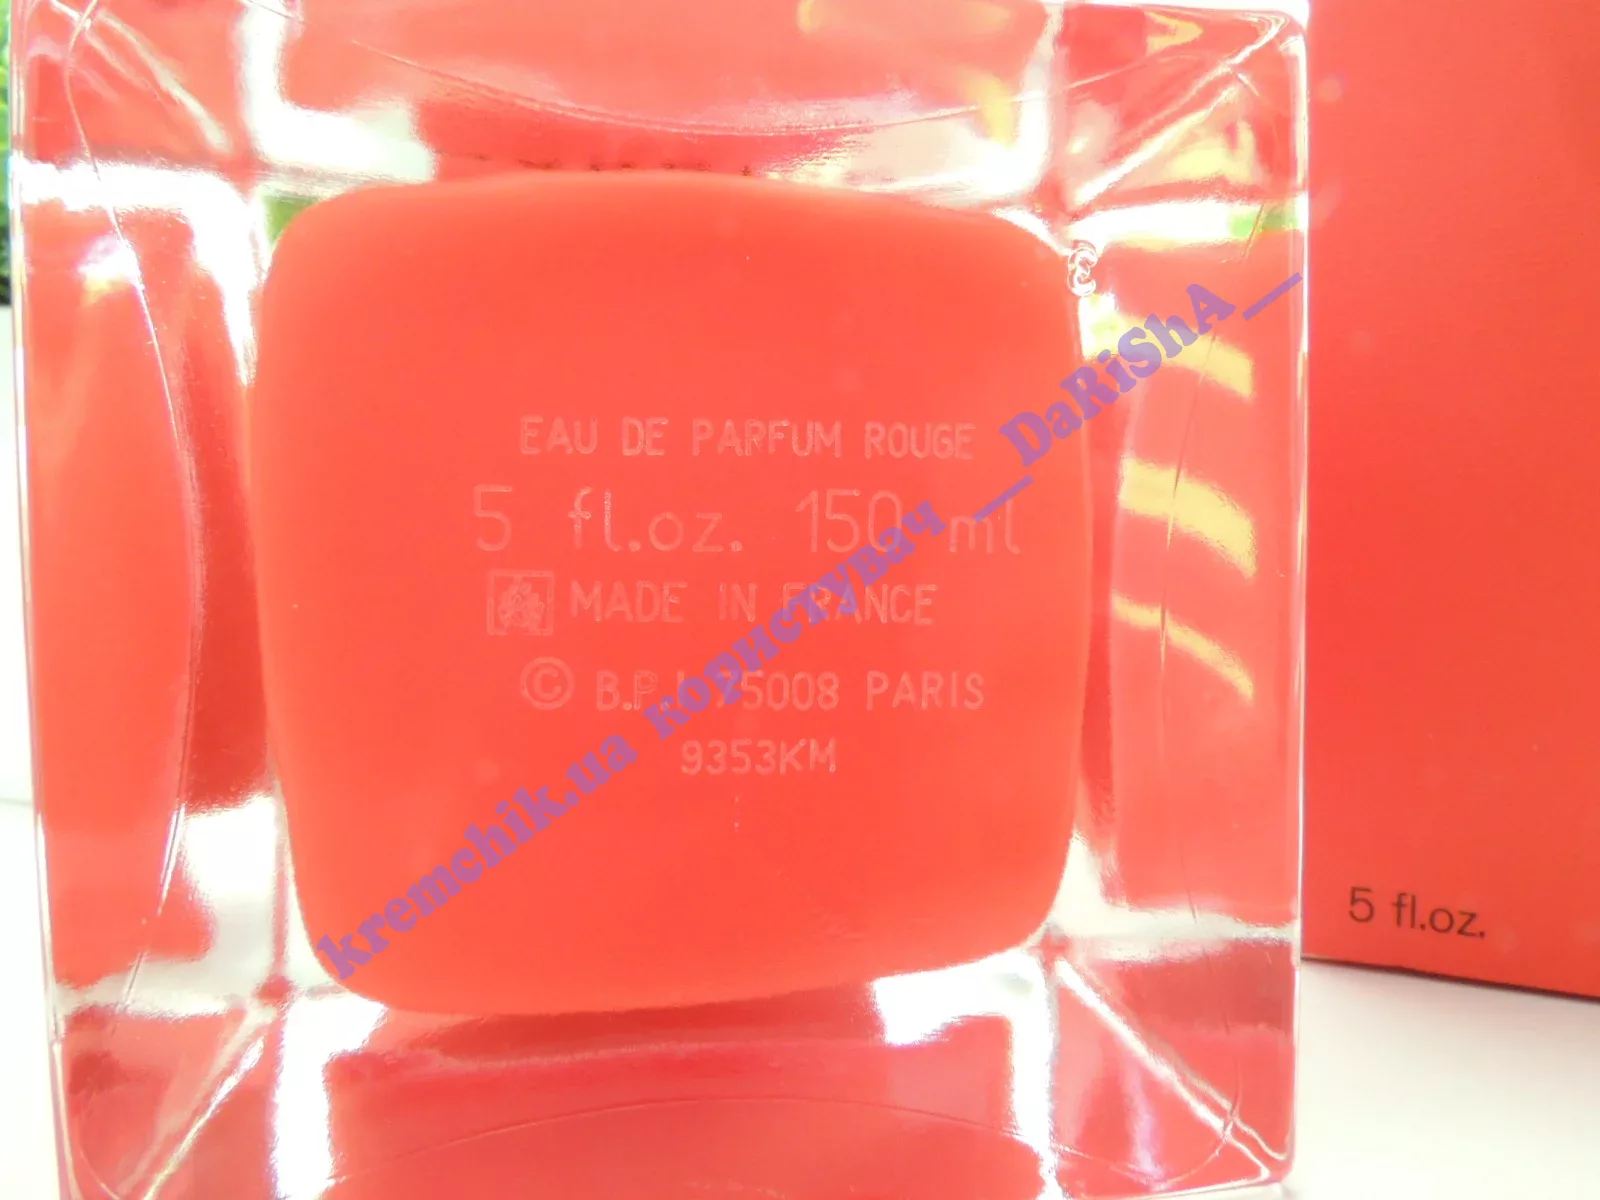 EAU DE PARFUM ROUGE
5 fl.oz. 150 ml
MADE IN FRANCE
© B.P.I 75008 PARIS
9353KM
5 fl.oz.
kremchik.ua користувач __DaRiShA__